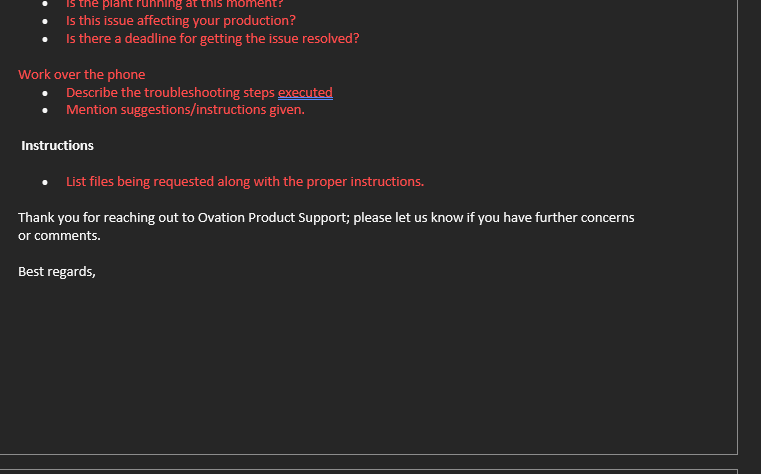 Is the plant running at this moment?
Is this issue affecting your production?
Is there a deadline for getting the issue resolved?
Work over the phone
Describe the troubleshooting steps executed
Mention suggestions/instructions given.
Instructions
List files being requested along with the proper instructions.
Thank you for reaching out to Ovation Product Support; please let us know if you have further concerns
or comments.
Best regards,